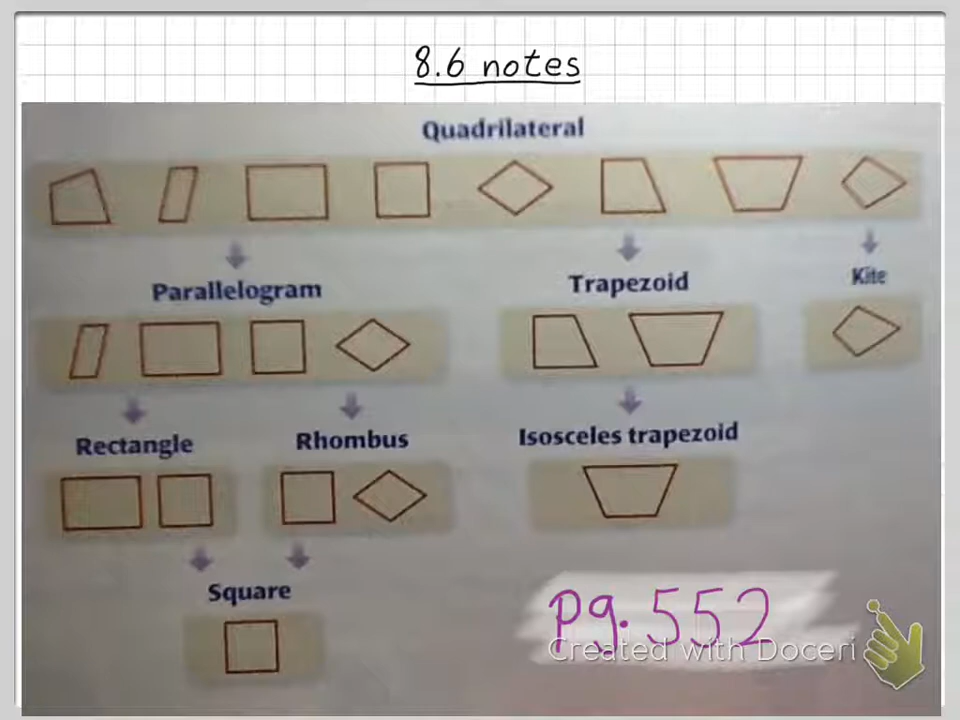 8.6 notes
Quadrilateral
Parallelogram
Trapezoid
Kite
Rectangle
Rhombus
Isosceles trapezoid
Square
Pg. 552
Created with Doceri